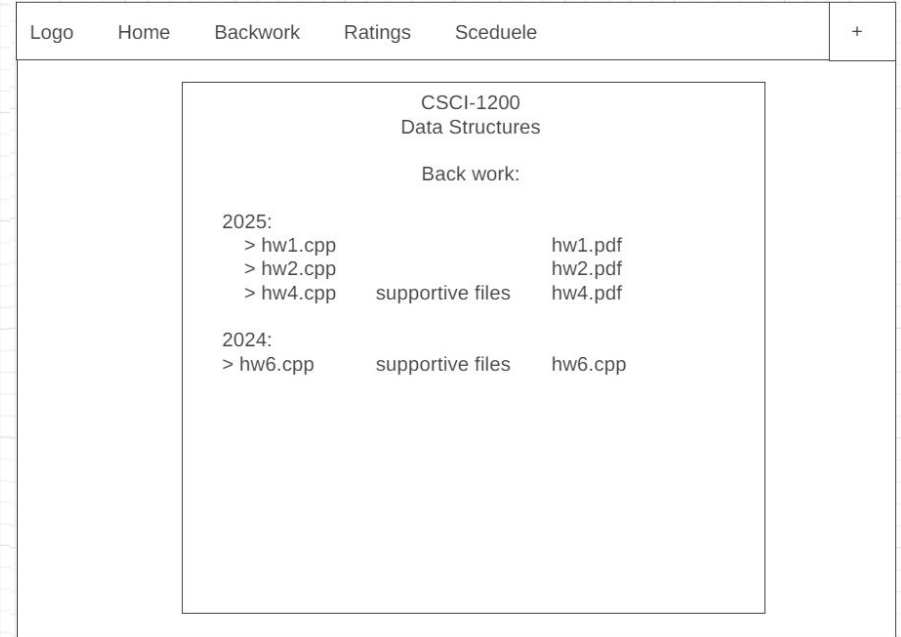 Logo Home Backwork Ratings Sceduele +
CSCI-1200
Data Structures
Back work:
2025:
> hw1.cpp hw1.pdf
> hw2.cpp hw2.pdf
> hw4.cpp supportive files hw4.pdf
2024:
> hw6.cpp supportive files hw6.cpp